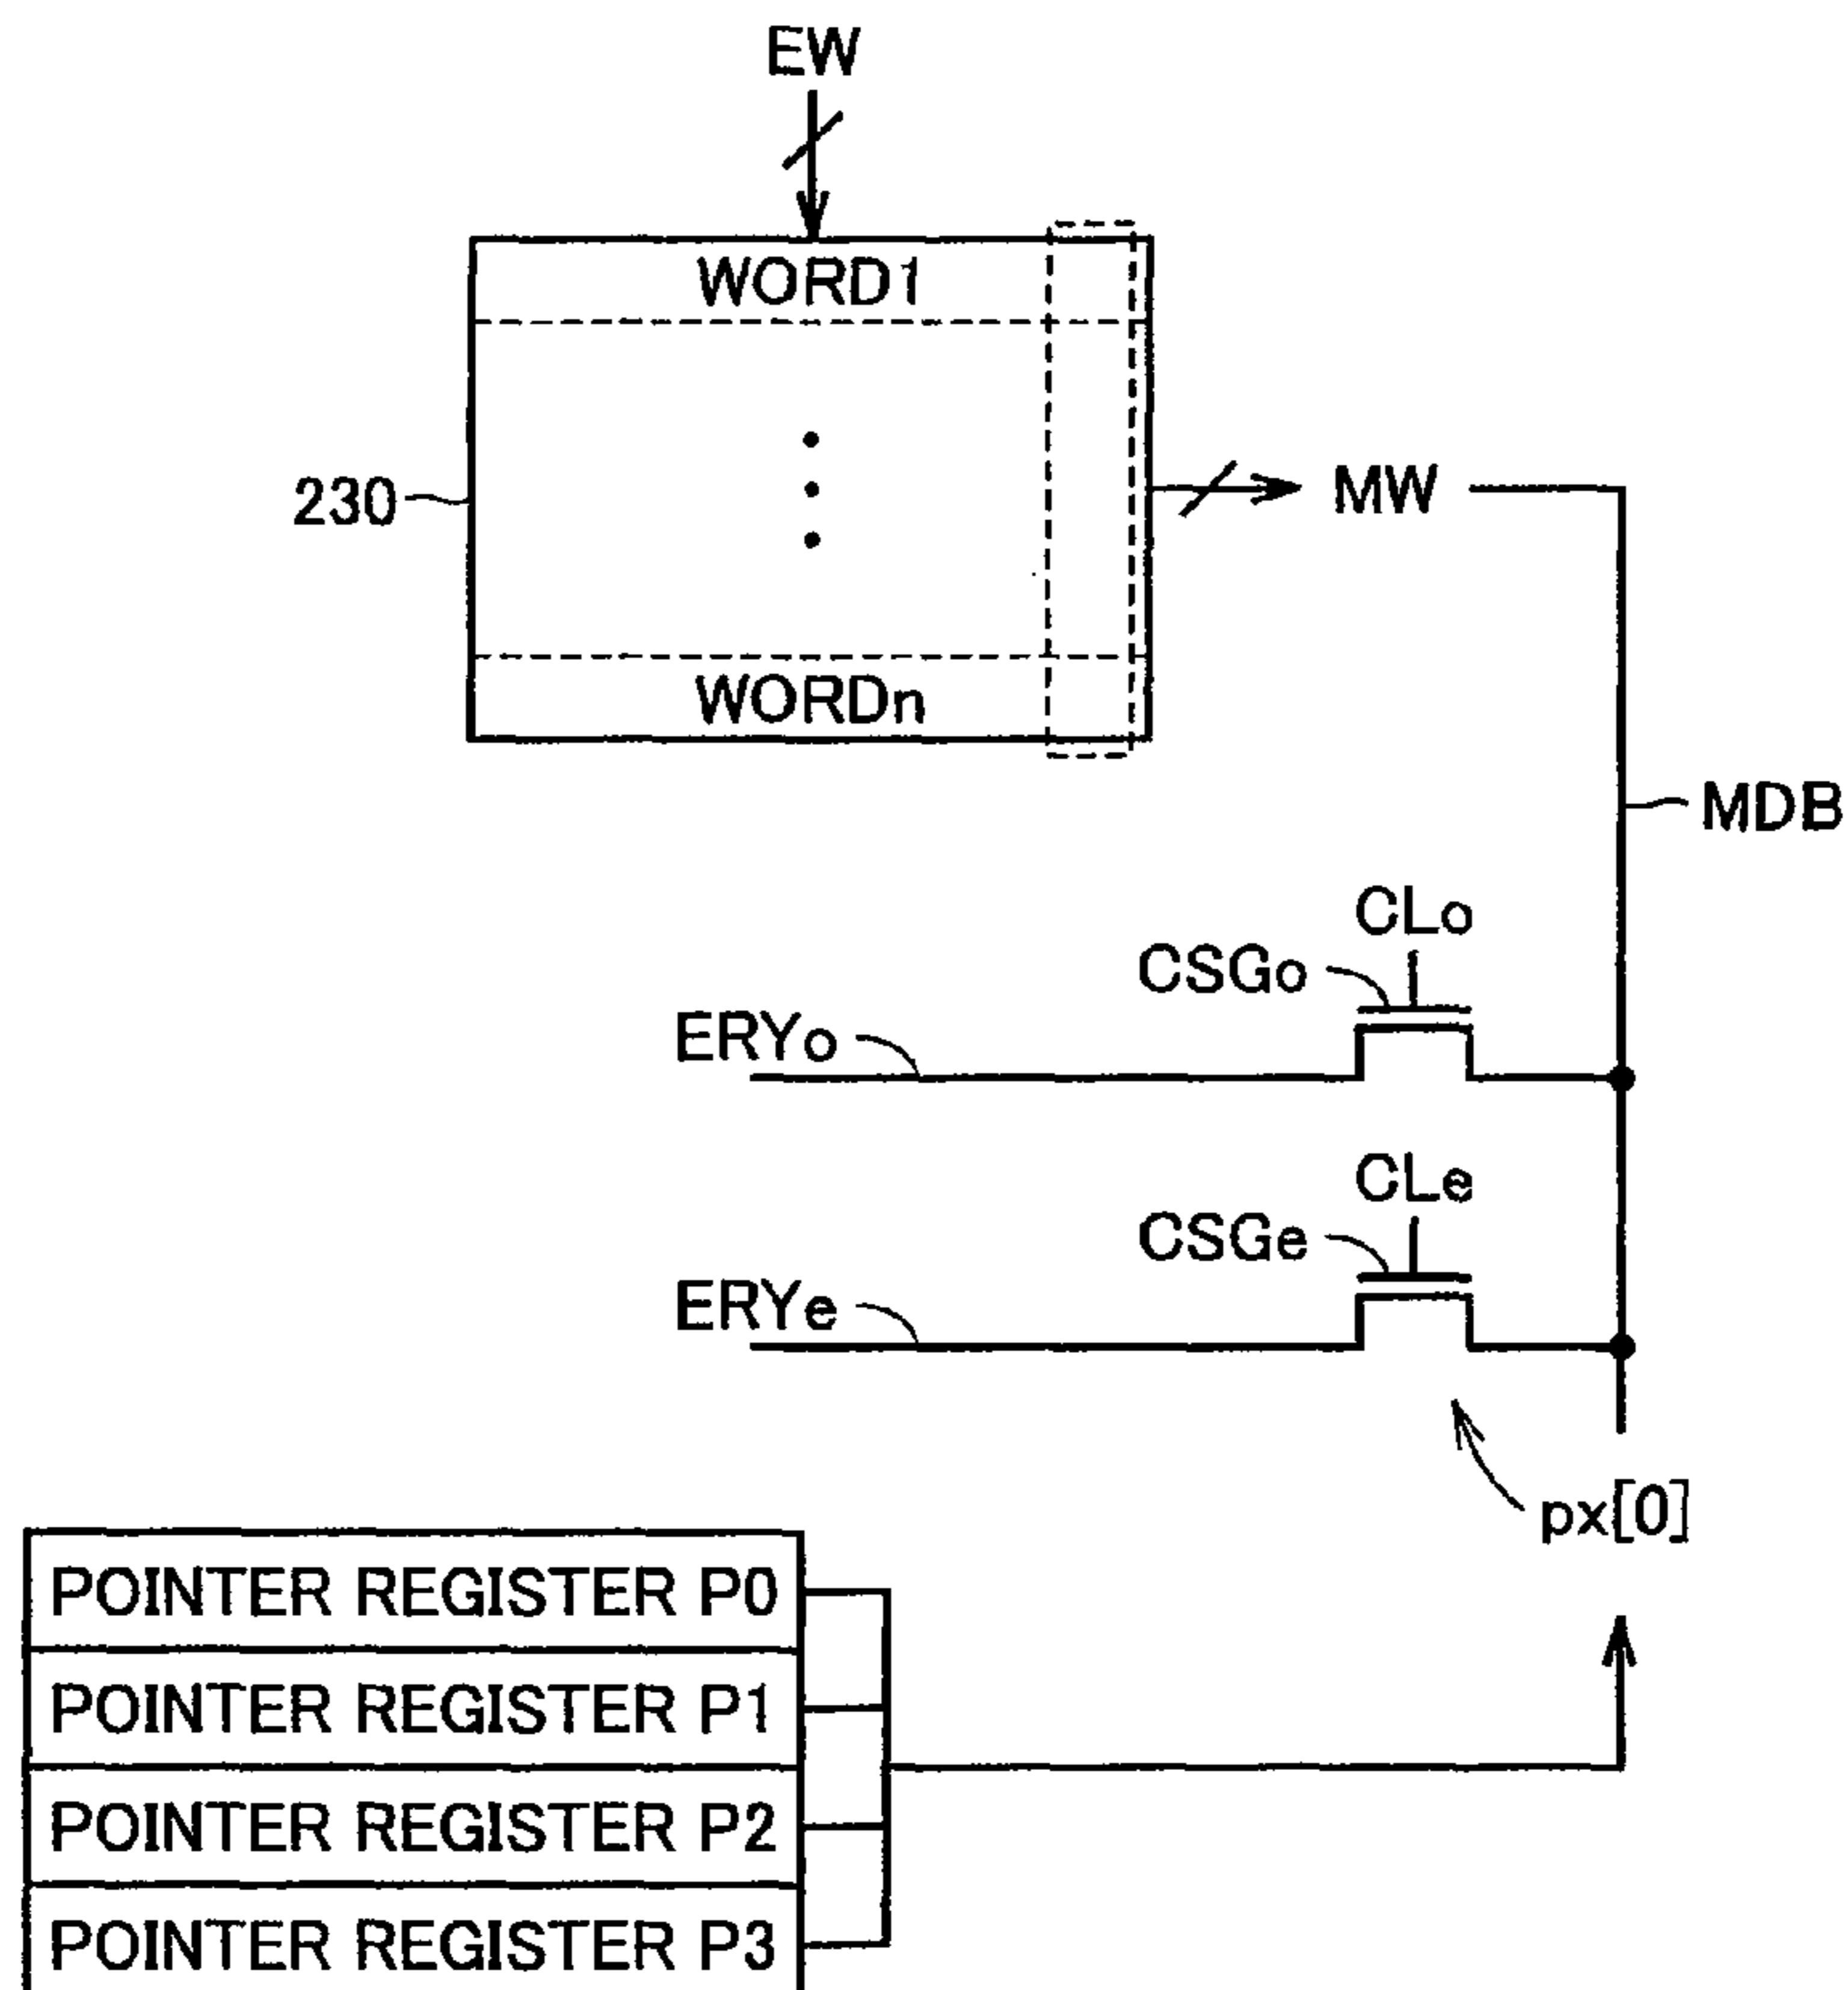 EW
WORD1
230
MW
WORDn
MDB
CLo
CSGo
ERYo
CLe
CSGe
ERYe
px[0]
POINTER REGISTER P0
POINTER REGISTER P1
POINTER REGISTER P2
POINTER REGISTER P3